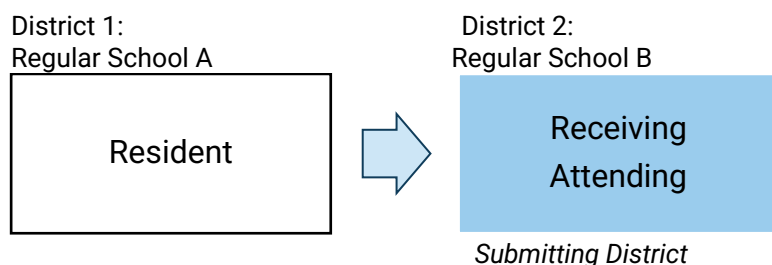 District 1:
Regular School A
Resident
District 2:
Regular School B
Receiving
Attending
Submitting District